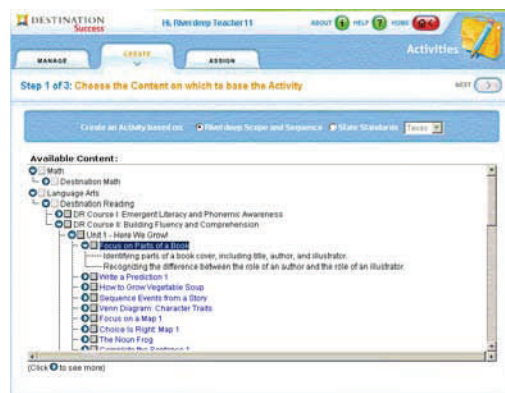 DESTINATION
Success
Hi, Riverdeep Teacher11
ABOUT
HELP
HOME
MANAGE
CREATE
ASSIGN
Activities
Step 1 of 3: Choose the Content on which to base the Activity
NEXT
Create an Activity based on: Riverdeep Scope and Sequence State Standards Texas
Available Content:
Math
Destination Math
Language Arts
Destination Reading
DR Course I: Emergent Literacy and Phonemic Awareness
DR Course II: Building Fluency and Comprehension
Unit 1 - Here We Grow!
Focus on Parts of a Book
Identifying parts of a book cover, including title, author, and illustrator.
Recognizing the difference between the role of an author and the role of an illustrator.
Write a Prediction 1
How to Grow Vegetable Soup
Sequence Events from a Story
Venn Diagram: Character Traits
Focus on a Map 1
Choice Is Right: Map 1
The Noun Frog
Complete the Sentence 1
(Click to see more)